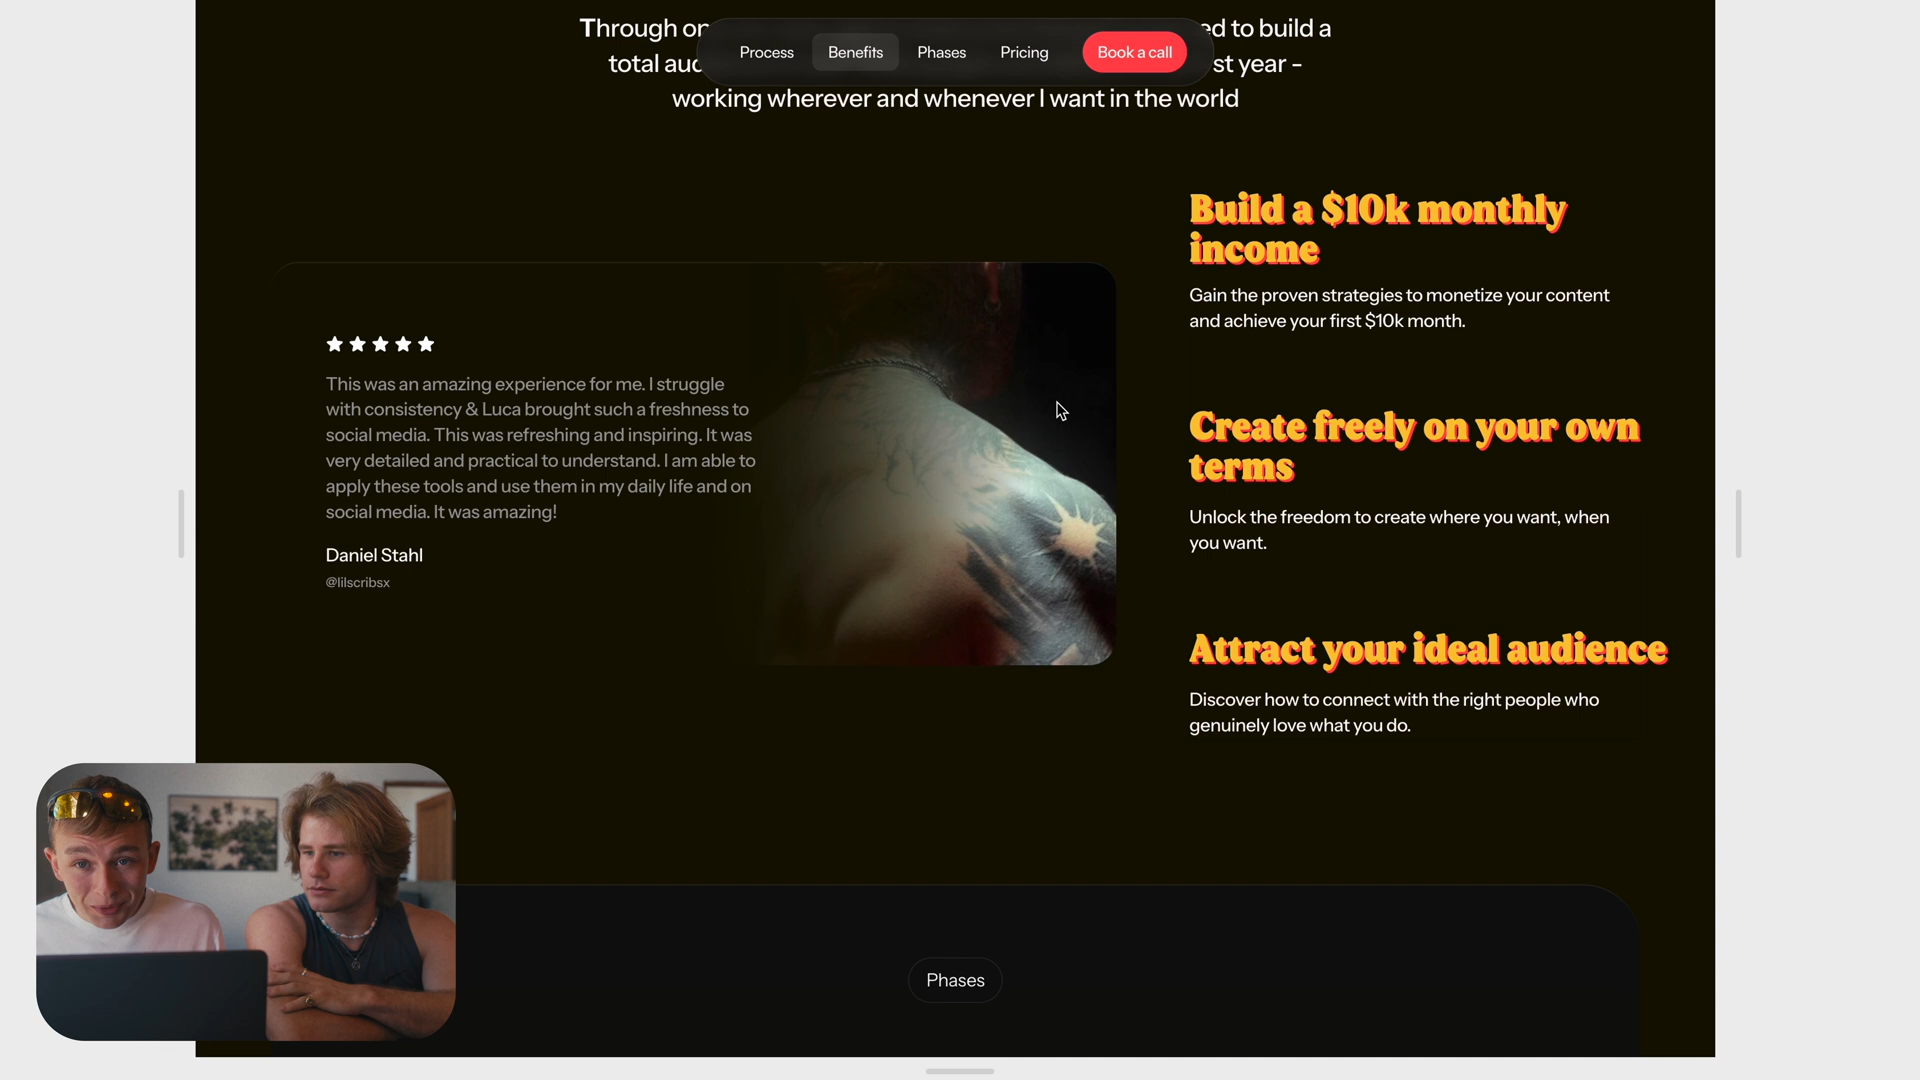 Through or
ed to build a
total aud
st year -
working wherever and whenever I want in the world
Process
Benefits
Phases
Pricing
Book a call
This was an amazing experience for me. I struggle
with consistency & Luca brought such a freshness to
social media. This was refreshing and inspiring. It was
very detailed and practical to understand. I am able to
apply these tools and use them in my daily life and on
social media. It was amazing!
Daniel Stahl
@lilscribsx
Build a $10k monthly
income
Gain the proven strategies to monetize your content
and achieve your first $10k month.
Create freely on your own
terms
Unlock the freedom to create where you want, when
you want.
Attract your ideal audience
Discover how to connect with the right people who
genuinely love what you do.
Phases